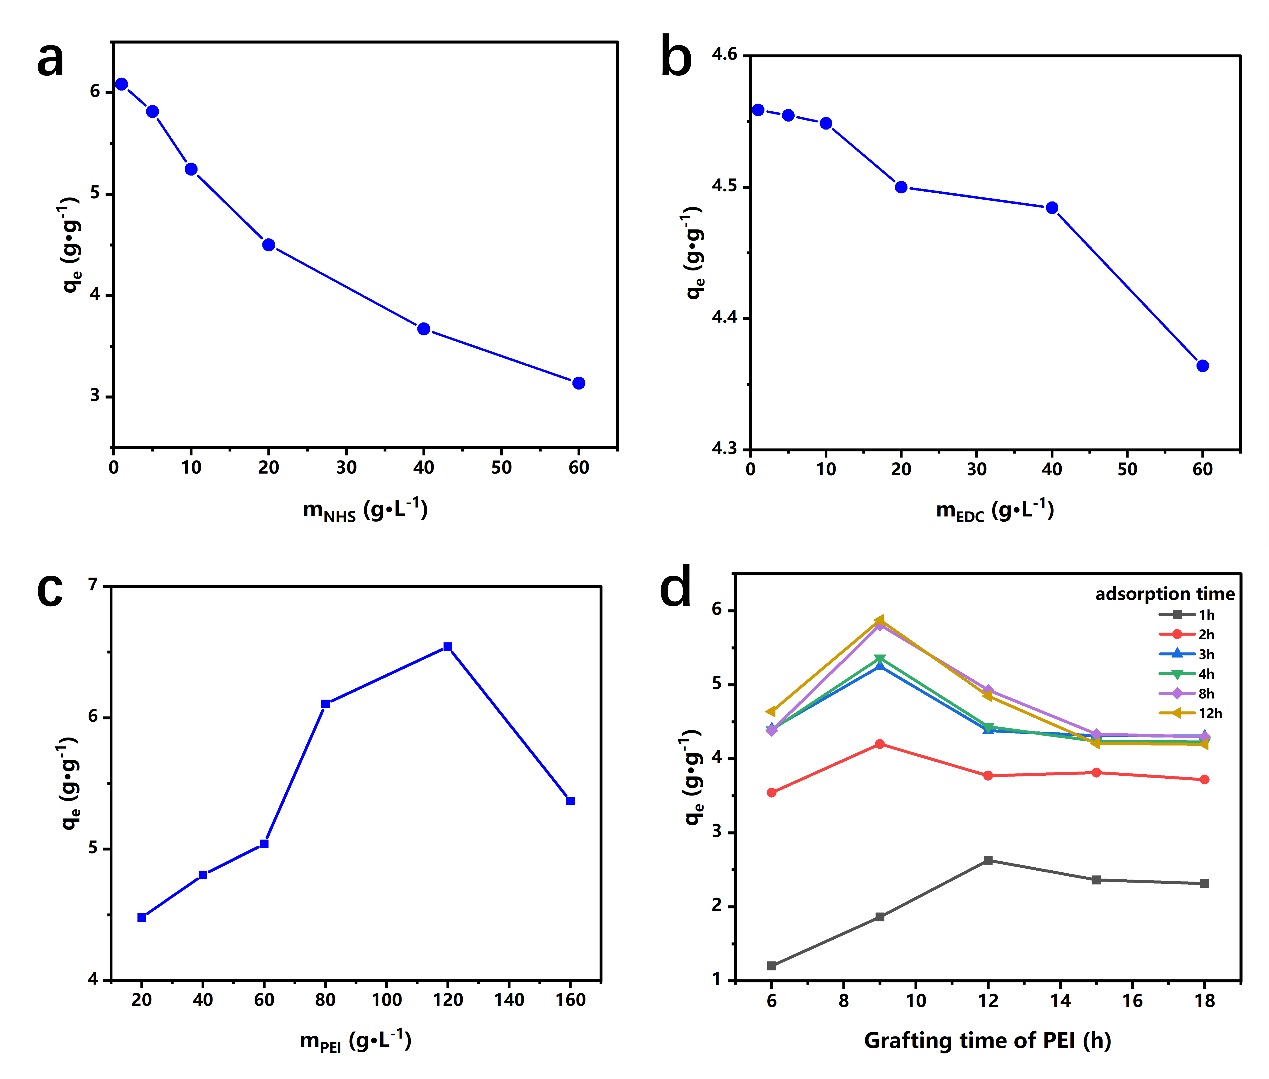 a
6
5
4
3
qe (g•g-1)
0 10 20 30 40 50 60
mNHS (g•L-1)
b
4.6
4.5
4.4
4.3
qe (g•g-1)
0 10 20 30 40 50 60
mEDC (g•L-1)
c
7
6
5
4
qe (g•g-1)
20 40 60 80 100 120 140 160
mPEI (g•L-1)
d
adsorption time
1h
2h
3h
4h
8h
12h
6
5
4
3
2
1
qe (g•g-1)
6 8 10 12 14 16 18
Grafting time of PEI (h)